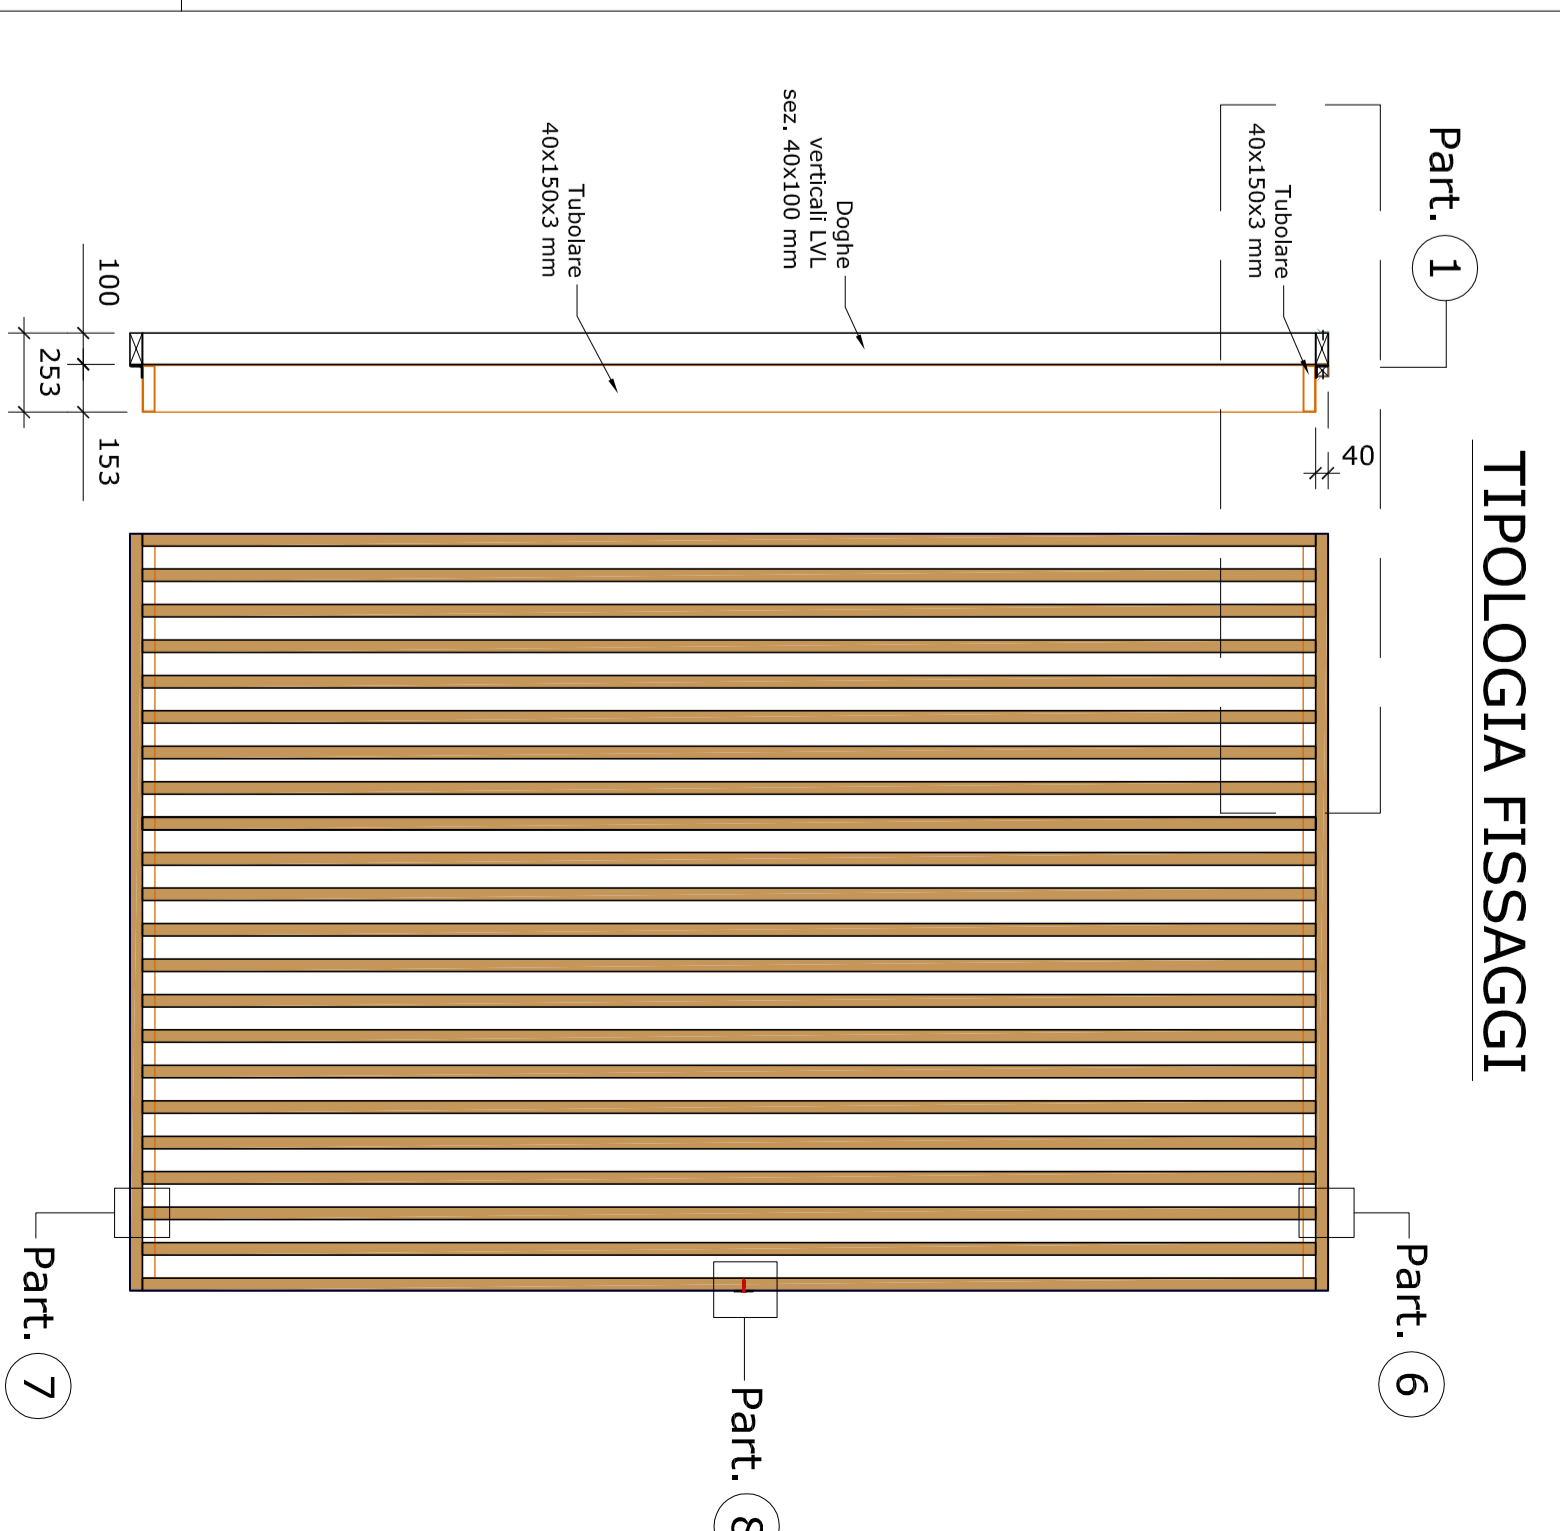 TIPOLOGIA FISSAGGI
Part. 1
Tubolare
40x150x3 mm
40
Doghe
verticali LVL
sez. 40x100 mm
Tubolare
40x150x3 mm
100
253
153
Part. 6
Part. 8
Part. 7